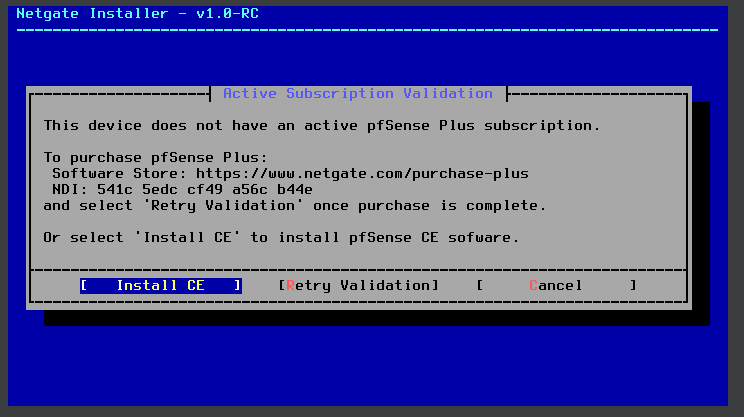 Netgate Installer - v1.0-RC
Active Subscription Validation
This device does not have an active pfSense Plus subscription.
To purchase pfSense Plus:
Software Store: https://www.netgate.com/purchase-plus
NDI: 541c 5edc cf49 a56c b44e
and select 'Retry Validation' once purchase is complete.
Or select 'Install CE' to install pfSense CE sofware.
[ Install CE ] [Retry Validation] [ Cancel ]